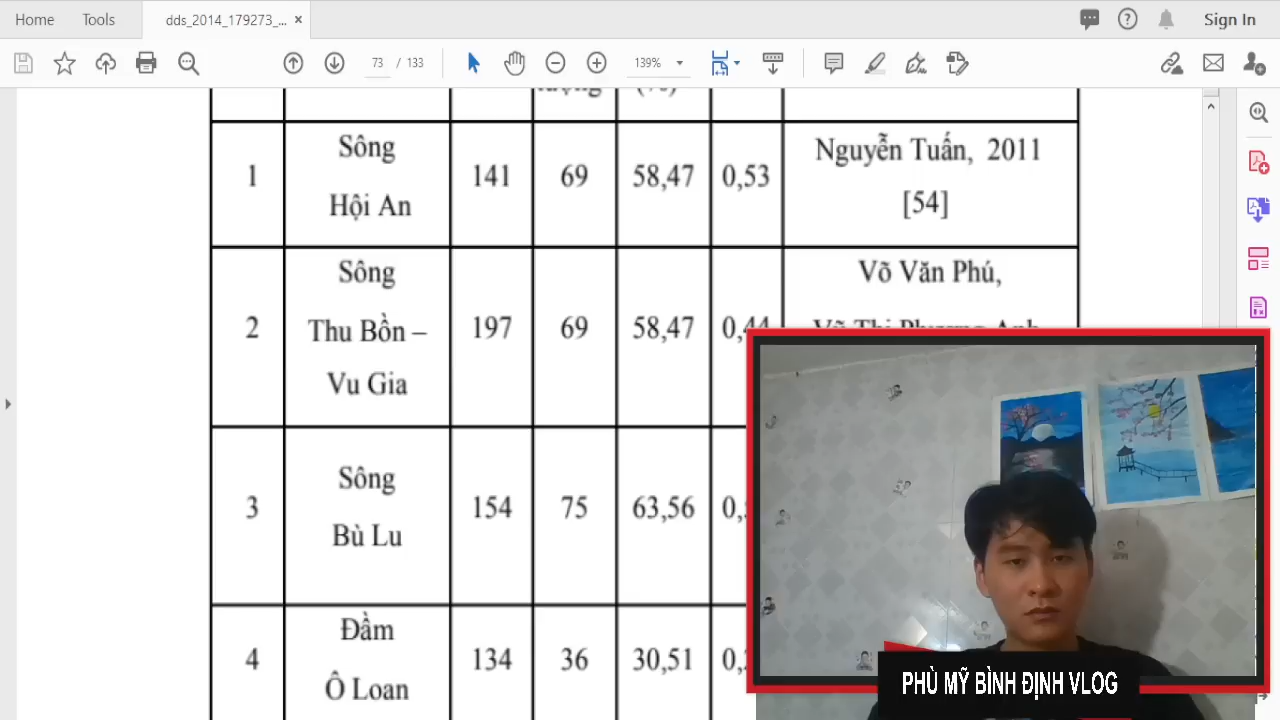 Home Tools dds_2014_179273_... × Sign In
73 / 133 139%
1 Sông Hội An 141 69 58,47 0,53 Nguyễn Tuấn, 2011 [54]
2 Sông Thu Bồn – Vu Gia 197 69 58,47 0,44 Võ Văn Phú,
3 Sông Bù Lu 154 75 63,56
4 Đầm Ô Loan 134 36 30,51
PHÙ MỸ BÌNH ĐỊNH VLOG